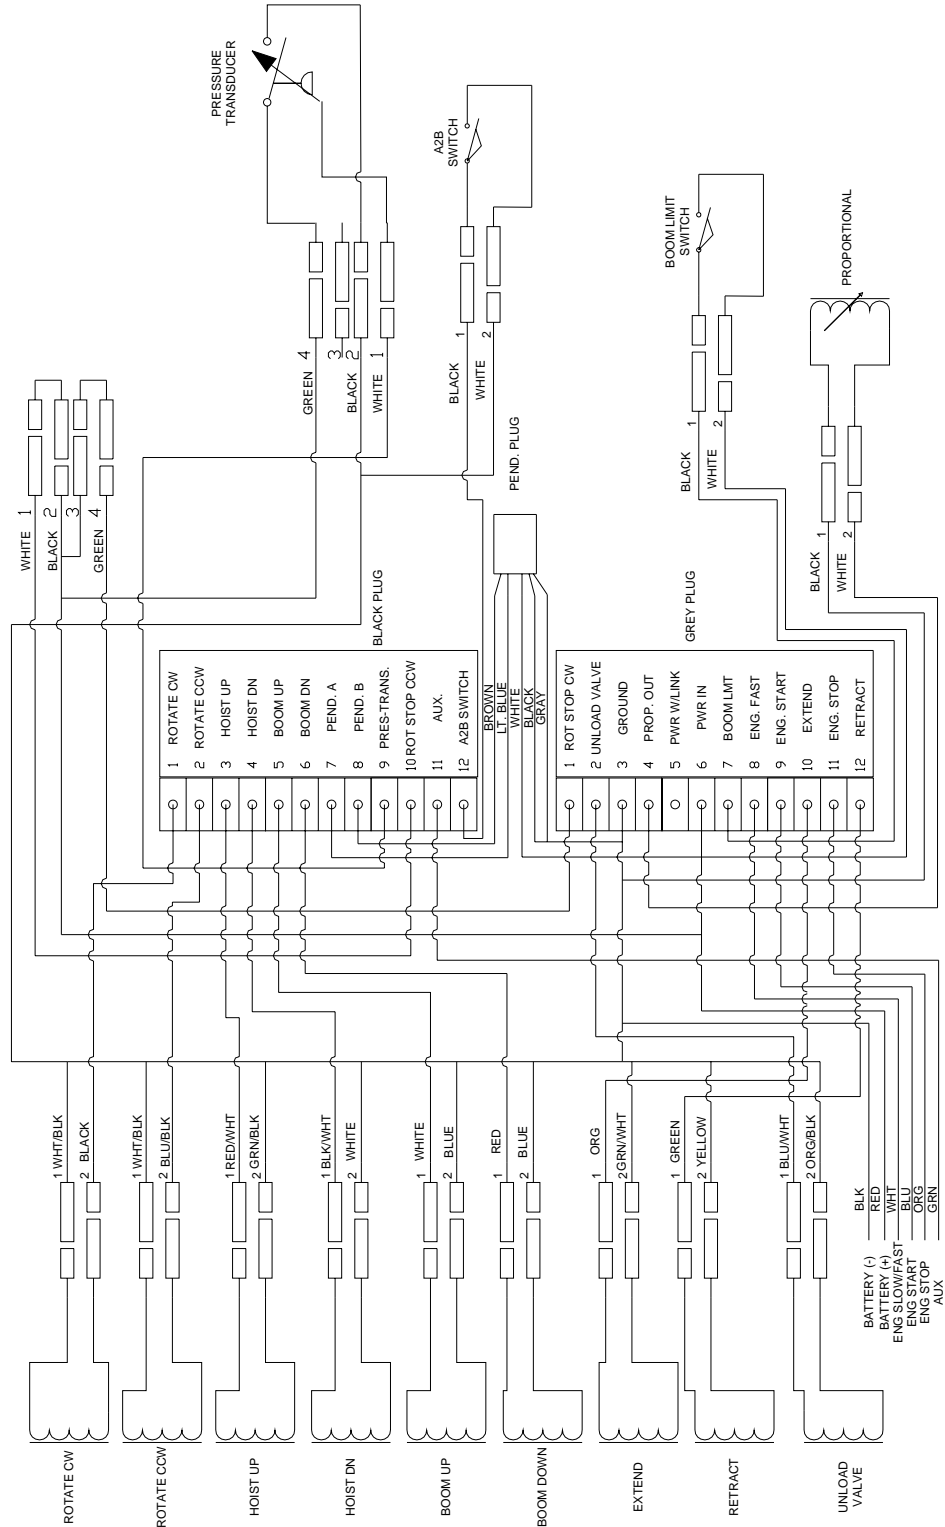 PRESSURE
TRANSDUCER
A2B
SWITCH
BOOM LIMIT
SWITCH
PROPORTIONAL
GREEN 4
3
BLACK 2
WHITE 1
BLACK 1
WHITE 2
PEND. PLUG
BLACK 1
WHITE 2
BLACK 1
WHITE 2
WHITE 1
BLACK 2
3
GREEN 4
BLACK PLUG
1 ROTATE CW
2 ROTATE CCW
3 HOIST UP
4 HOIST DN
5 BOOM UP
6 BOOM DN
7 PEND. A
8 PEND. B
9 PRES-TRANS.
10 ROT STOP CCW
11 AUX.
12 A2B SWITCH
BROWN
LT. BLUE
WHITE
BLACK
GRAY
GREY PLUG
1 ROT STOP CW
2 UNLOAD VALVE
3 GROUND
4 PROP. OUT
5 PWR W/LINK
6 PWR IN
7 BOOM LMT
8 ENG. FAST
9 ENG. START
10 EXTEND
11 ENG. STOP
12 RETRACT
1 WHT/BLK
2 BLACK
1 WHT/BLK
2 BLU/BLK
1 RED/WHT
2 GRN/BLK
1 BLK/WHT
2 WHITE
1 WHITE
2 BLUE
1 RED
2 BLUE
1 ORG
2 GRN/WHT
1 GREEN
2 YELLOW
1 BLU/WHT
2 ORG/BLK
BATTERY (-) BLK
BATTERY (+) RED
ENG SLOW/FAST WHT
ENG START BLU
ENG STOP ORG
AUX GRN
ROTATE CW
ROTATE CCW
HOIST UP
HOIST DN
BOOM UP
BOOM DOWN
EXTEND
RETRACT
UNLOAD
VALVE